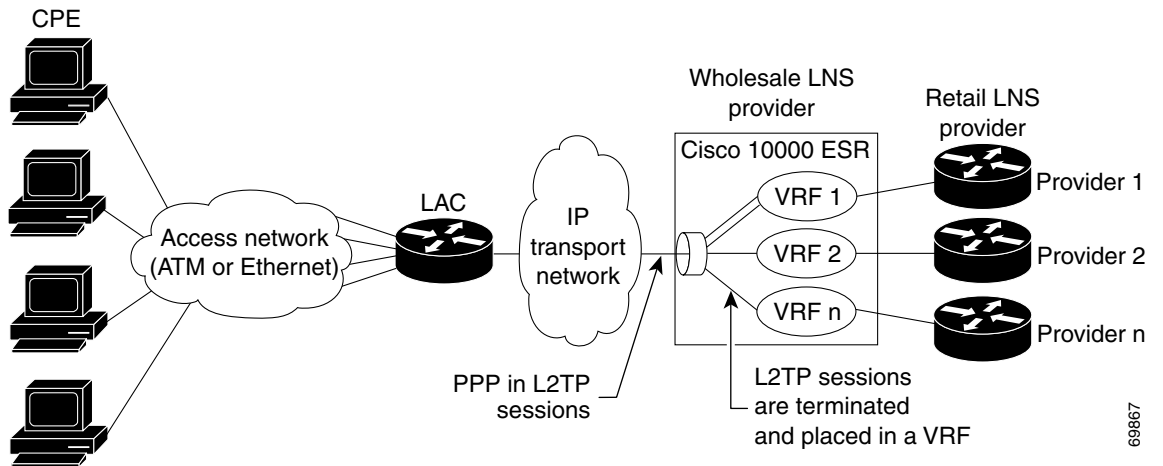 CPE
Access network
(ATM or Ethernet)
LAC
IP
transport
network
PPP in L2TP
sessions
Wholesale LNS
provider
Cisco 10000 ESR
VRF 1
VRF 2
VRF n
L2TP sessions
are terminated
and placed in a VRF
Retail LNS
provider
Provider 1
Provider 2
Provider n
69867